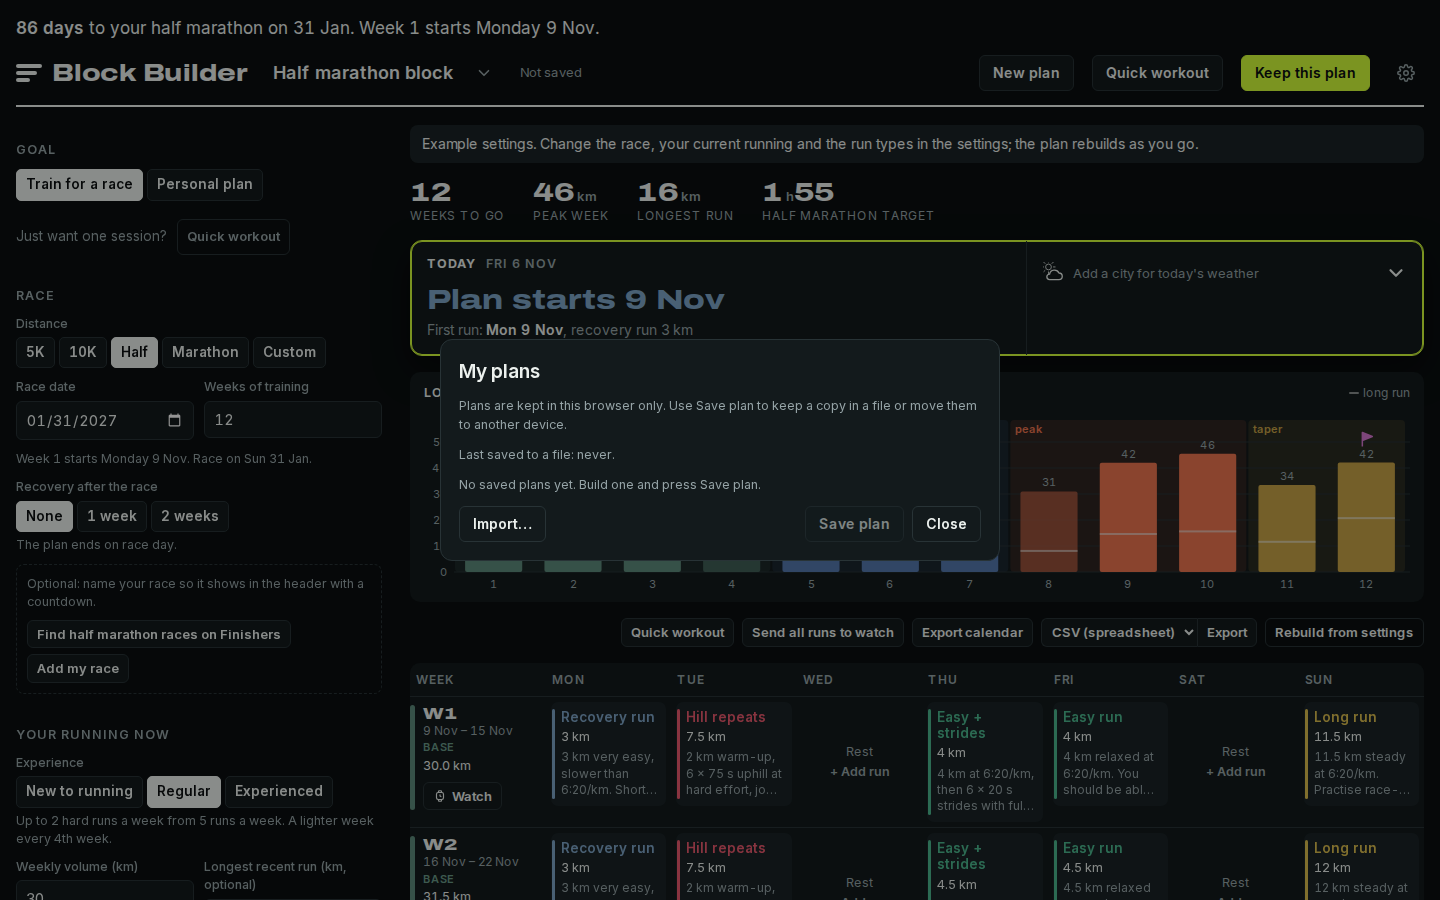 86 days to your half marathon on 31 Jan. Week 1 starts Monday 9 Nov.
Block Builder
Half marathon block
Not saved
New plan
Quick workout
Keep this plan
GOAL
Train for a race
Personal plan
Just want one session?
Quick workout
RACE
Distance
5K
10K
Half
Marathon
Custom
Race date
Weeks of training
01/31/2027
12
Week 1 starts Monday 9 Nov. Race on Sun 31 Jan.
Recovery after the race
None
1 week
2 weeks
The plan ends on race day.
Optional: name your race so it shows in the header with a
countdown.
Find half marathon races on Finishers
Add my race
YOUR RUNNING NOW
Experience
New to running
Regular
Experienced
Up to 2 hard runs a week from 5 runs a week. A lighter week
every 4th week.
Weekly volume (km)
Longest recent run (km,
optional)
30
Example settings. Change the race, your current running and the run types in the settings; the plan rebuilds as you go.
12
WEEKS TO GO
46 km
PEAK WEEK
16 km
LONGEST RUN
1 h 55
HALF MARATHON TARGET
TODAY FRI 6 NOV
Plan starts 9 Nov
First run: Mon 9 Nov, recovery run 3 km
Add a city for today's weather
My plans
Plans are kept in this browser only. Use Save plan to keep a copy in a file or move them
to another device.
Last saved to a file: never.
No saved plans yet. Build one and press Save plan.
Import…
Save plan
Close
long run
peak
taper
31
42
46
34
42
0
1
2
3
4
5
6
7
8
9
10
11
12
Quick workout
Send all runs to watch
Export calendar
CSV (spreadsheet)
Export
Rebuild from settings
WEEK
MON
TUE
WED
THU
FRI
SAT
SUN
W1
9 Nov – 15 Nov
BASE
30.0 km
Watch
Recovery run
3 km
3 km very easy,
slower than
6:20/km. Short…
Hill repeats
7.5 km
2 km warm-up,
6 × 75 s uphill at
hard effort, jo…
Rest
+ Add run
Easy +
strides
4 km
4 km at 6:20/km,
then 6 × 20 s
strides with ful…
Easy run
4 km
4 km relaxed at
6:20/km. You
should be abl…
Rest
+ Add run
Long run
11.5 km
11.5 km steady
at 6:20/km.
Practise race-…
W2
16 Nov – 22 Nov
BASE
31.5 km
Recovery run
3 km
3 km very easy,
Hill repeats
7.5 km
2 km warm-up,
Rest
Easy +
strides
4.5 km
Easy run
4.5 km
4.5 km relaxed
Rest
Long run
12 km
12 km steady at